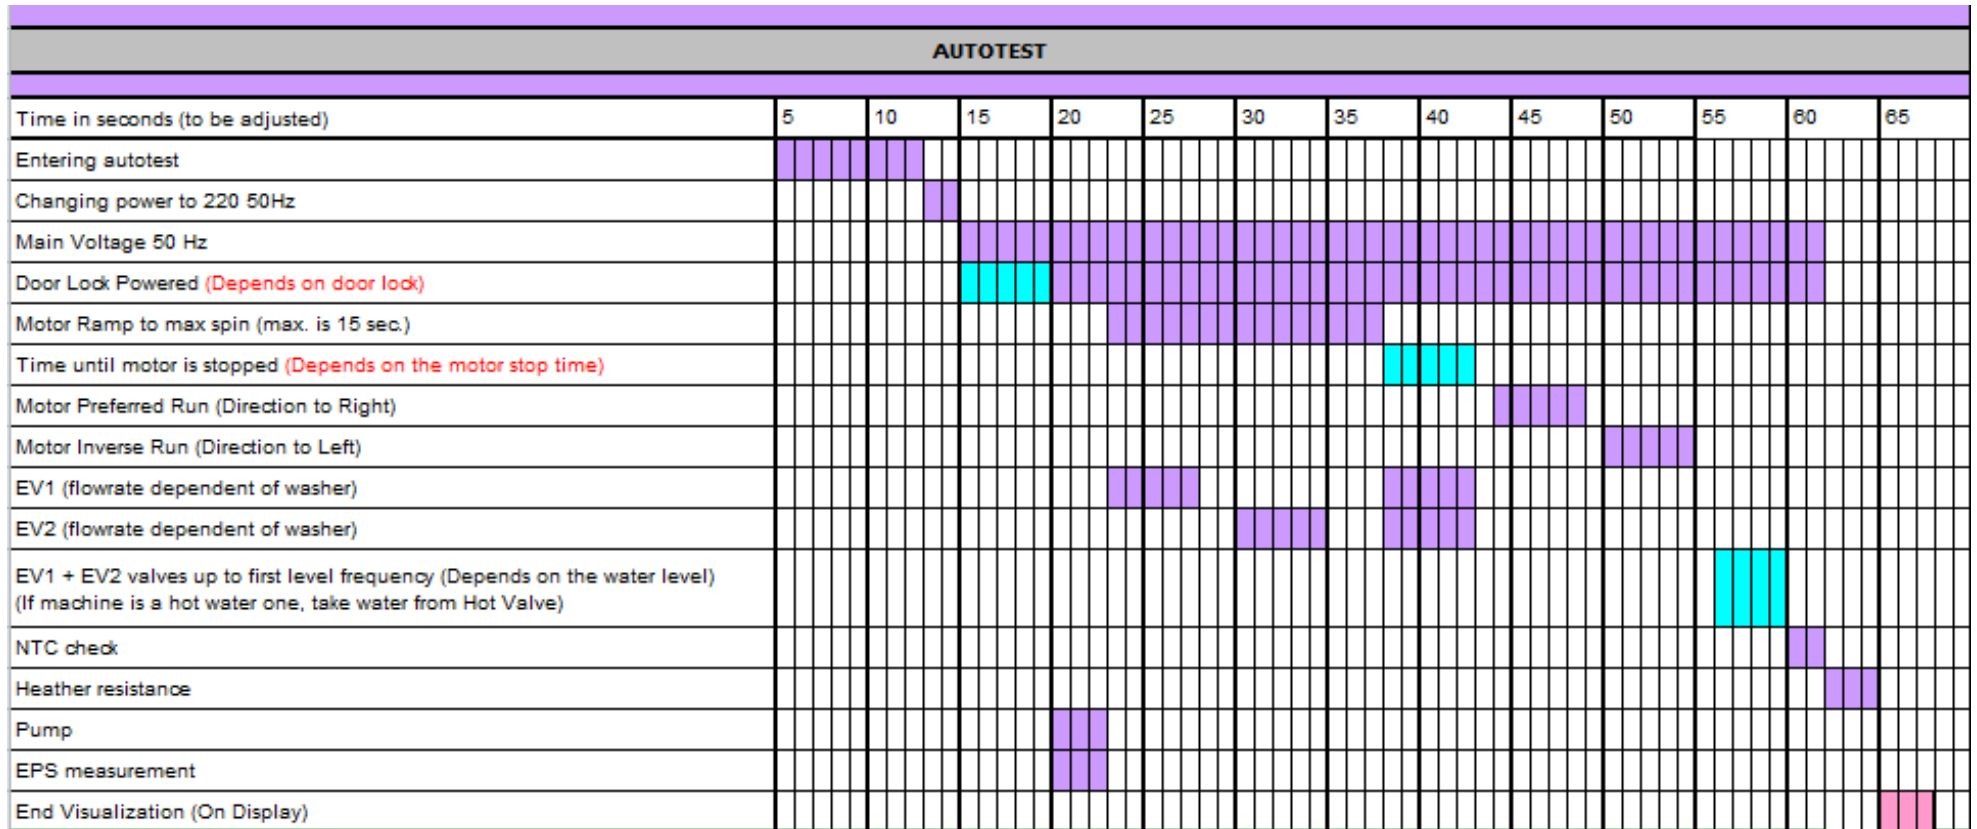 AUTOTEST
Time in seconds (to be adjusted) 5 10 15 20 25 30 35 40 45 50 55 60 65
Entering autotest
Changing power to 220 50Hz
Main Voltage 50 Hz
Door Lock Powered (Depends on door lock)
Motor Ramp to max spin (max. is 15 sec.)
Time until motor is stopped (Depends on the motor stop time)
Motor Preferred Run (Direction to Right)
Motor Inverse Run (Direction to Left)
EV1 (flowrate dependent of washer)
EV2 (flowrate dependent of washer)
EV1 + EV2 valves up to first level frequency (Depends on the water level)
(If machine is a hot water one, take water from Hot Valve)
NTC check
Heather resistance
Pump
EPS measurement
End Visualization (On Display)